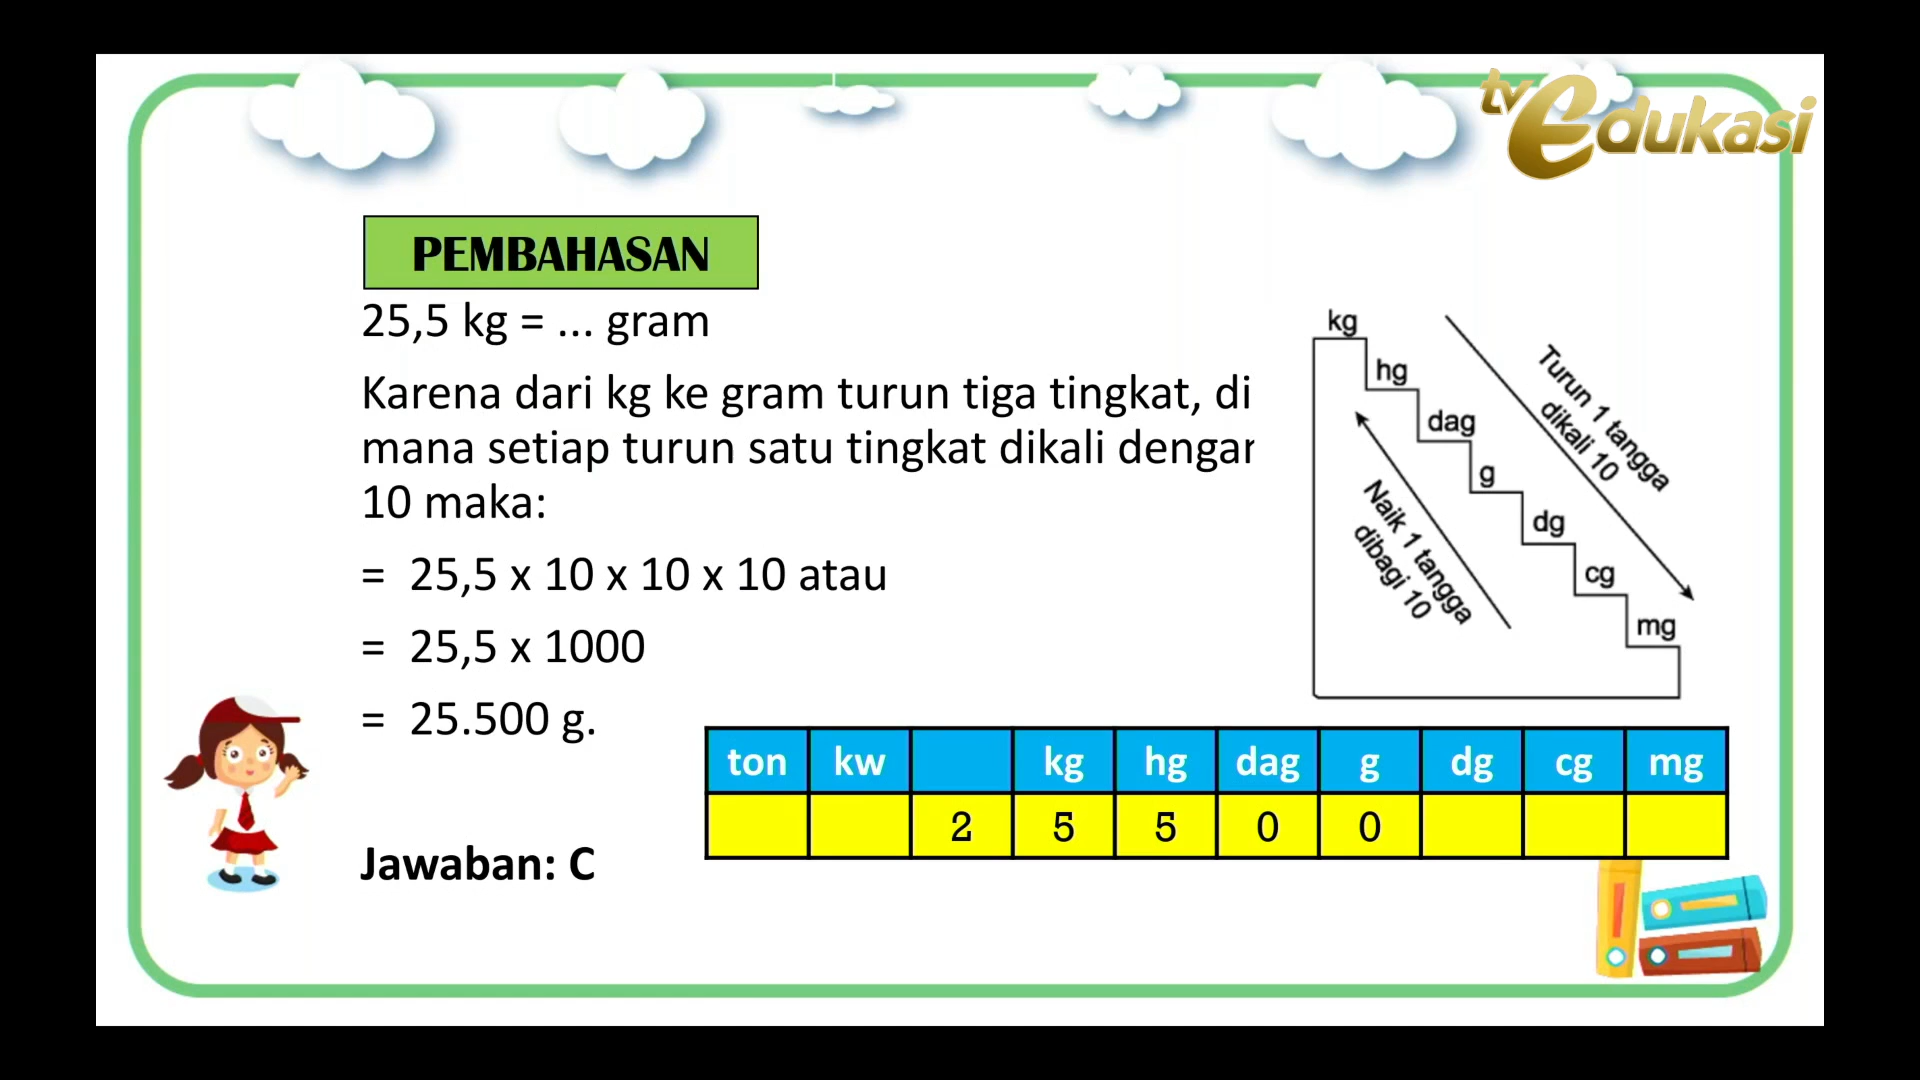 tv Edukasi
PEMBAHASAN
25,5 kg = ... gram
Karena dari kg ke gram turun tiga tingkat, di
mana setiap turun satu tingkat dikali dengan
10 maka:
= 25,5 x 10 x 10 x 10 atau
= 25,5 x 1000
= 25.500 g.
Jawaban: C
kg
hg
dag
g
dg
cg
mg
Turun 1 tangga
dikali 10
Naik 1 tangga
dibagi 10
ton kw kg hg dag g dg cg mg
2 5 5 0 0